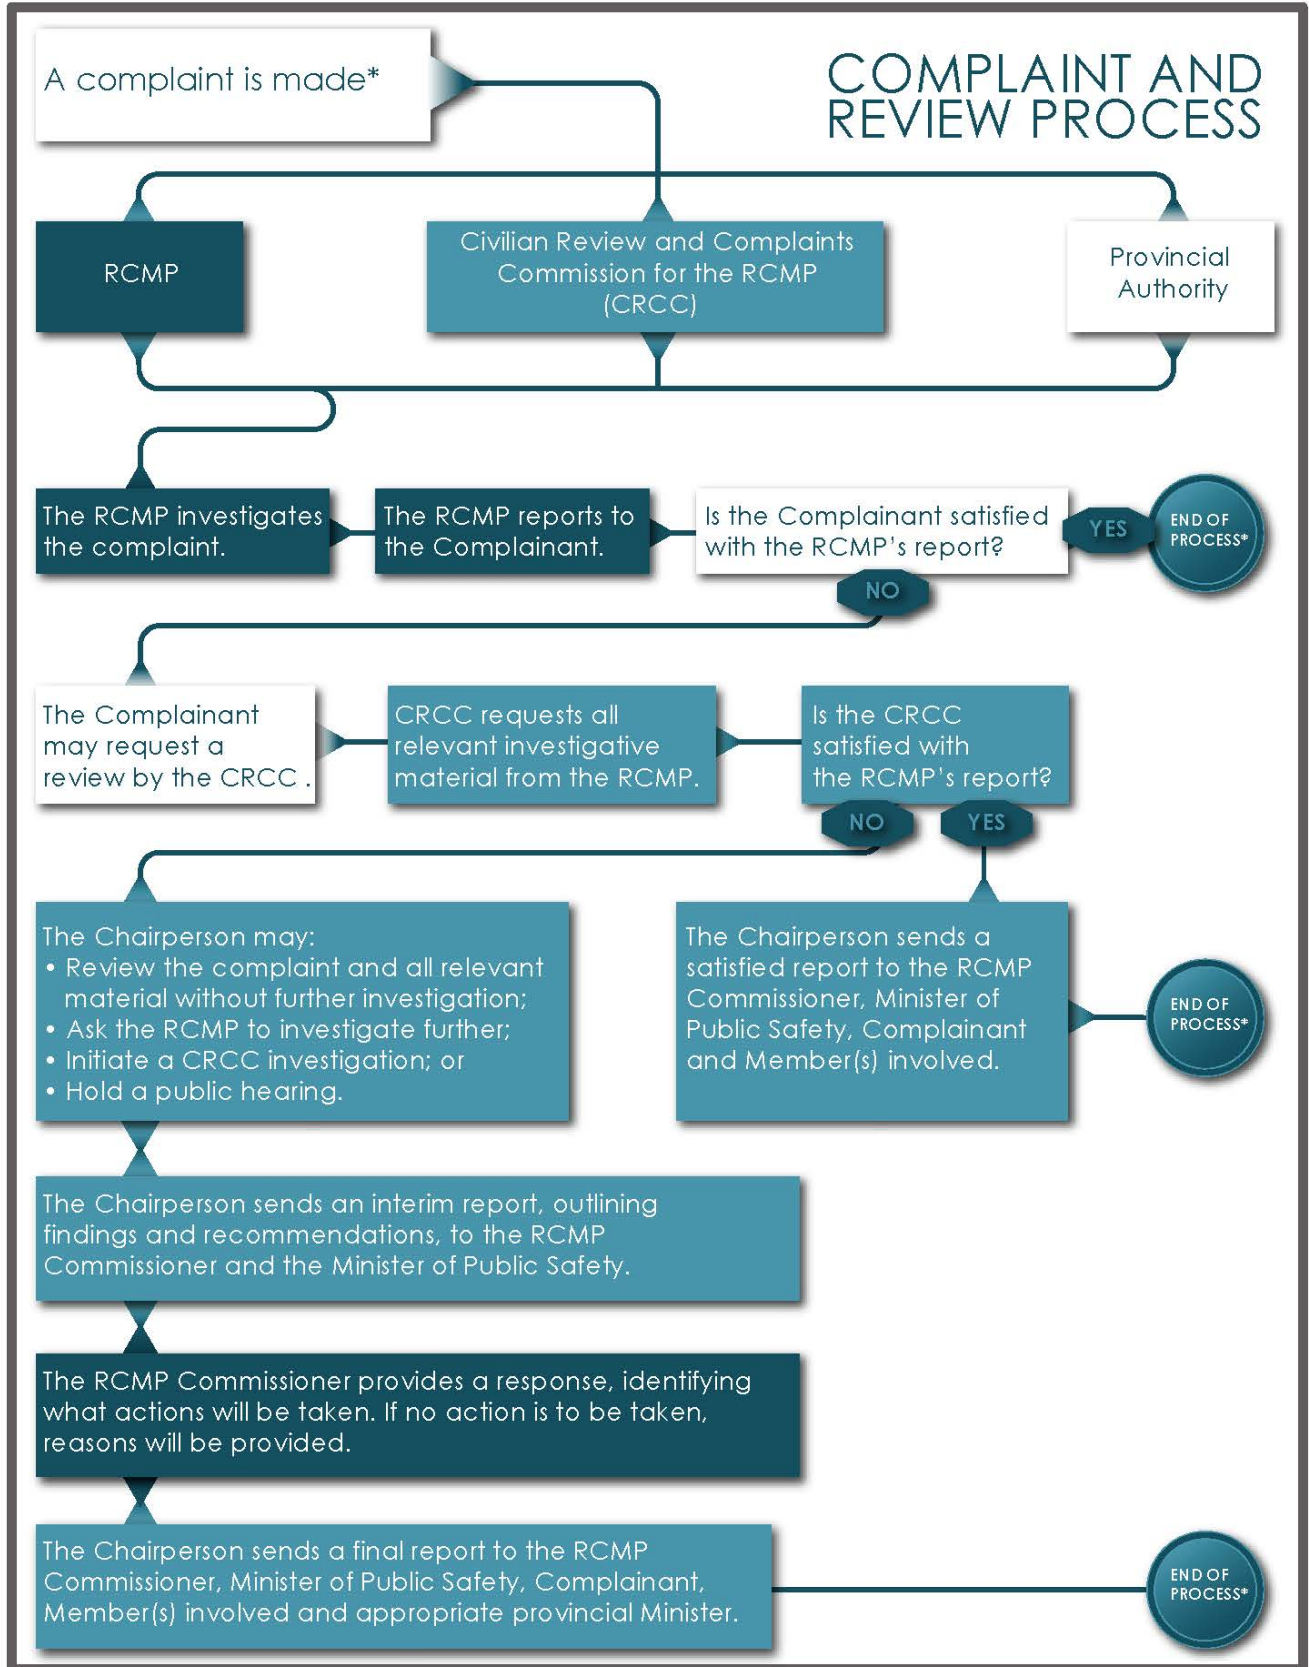 A complaint is made*
COMPLAINT AND
REVIEW PROCESS
RCMP
Civilian Review and Complaints
Commission for the RCMP
(CRCC)
Provincial
Authority
The RCMP investigates
the complaint.
The RCMP reports to
the Complainant.
Is the Complainant satisfied
with the RCMP's report?
YES
END OF
PROCESS*
NO
The Complainant
may request a
review by the CRCC .
CRCC requests all
relevant investigative
material from the RCMP.
Is the CRCC
satisfied with
the RCMP's report?
NO
YES
The Chairperson may:
• Review the complaint and all relevant
material without further investigation;
• Ask the RCMP to investigate further;
• Initiate a CRCC investigation; or
• Hold a public hearing.
The Chairperson sends a
satisfied report to the RCMP
Commissioner, Minister of
Public Safety, Complainant
and Member(s) involved.
END OF
PROCESS*
The Chairperson sends an interim report, outlining
findings and recommendations, to the RCMP
Commissioner and the Minister of Public Safety.
The RCMP Commissioner provides a response, identifying
what actions will be taken. If no action is to be taken,
reasons will be provided.
The Chairperson sends a final report to the RCMP
Commissioner, Minister of Public Safety, Complainant,
Member(s) involved and appropriate provincial Minister.
END OF
PROCESS*